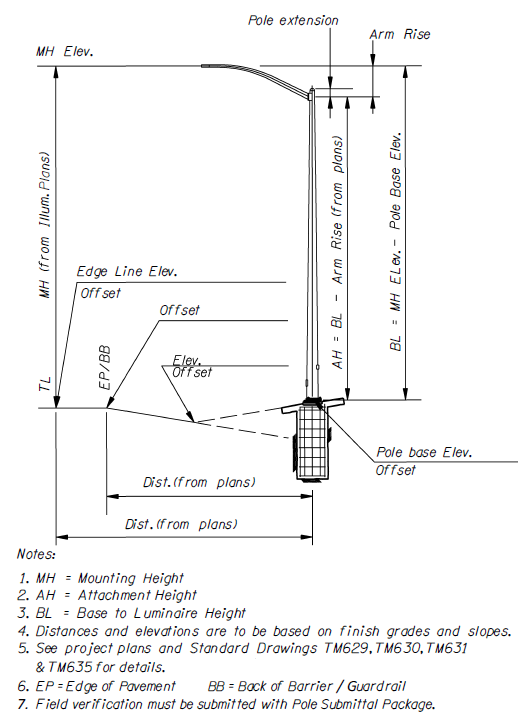 Pole extension
Arm Rise
MH Elev.
MH (from Illum. Plans)
AH = BL - Arm Rise (from plans)
BL = MH ELev. - Pole Base Elev.
Edge Line Elev.
Offset
Offset
TL
EP/BB
Elev.
Offset
Pole base Elev.
Offset
Dist.(from plans)
Dist.(from plans)
Notes:
1. MH = Mounting Height
2. AH = Attachment Height
3. BL = Base to Luminaire Height
4. Distances and elevations are to be based on finish grades and slopes.
5. See project plans and Standard Drawings TM629, TM630, TM631
& TM635 for details.
6. EP = Edge of Pavement BB = Back of Barrier / Guardrail
7. Field verification must be submitted with Pole Submittal Package.